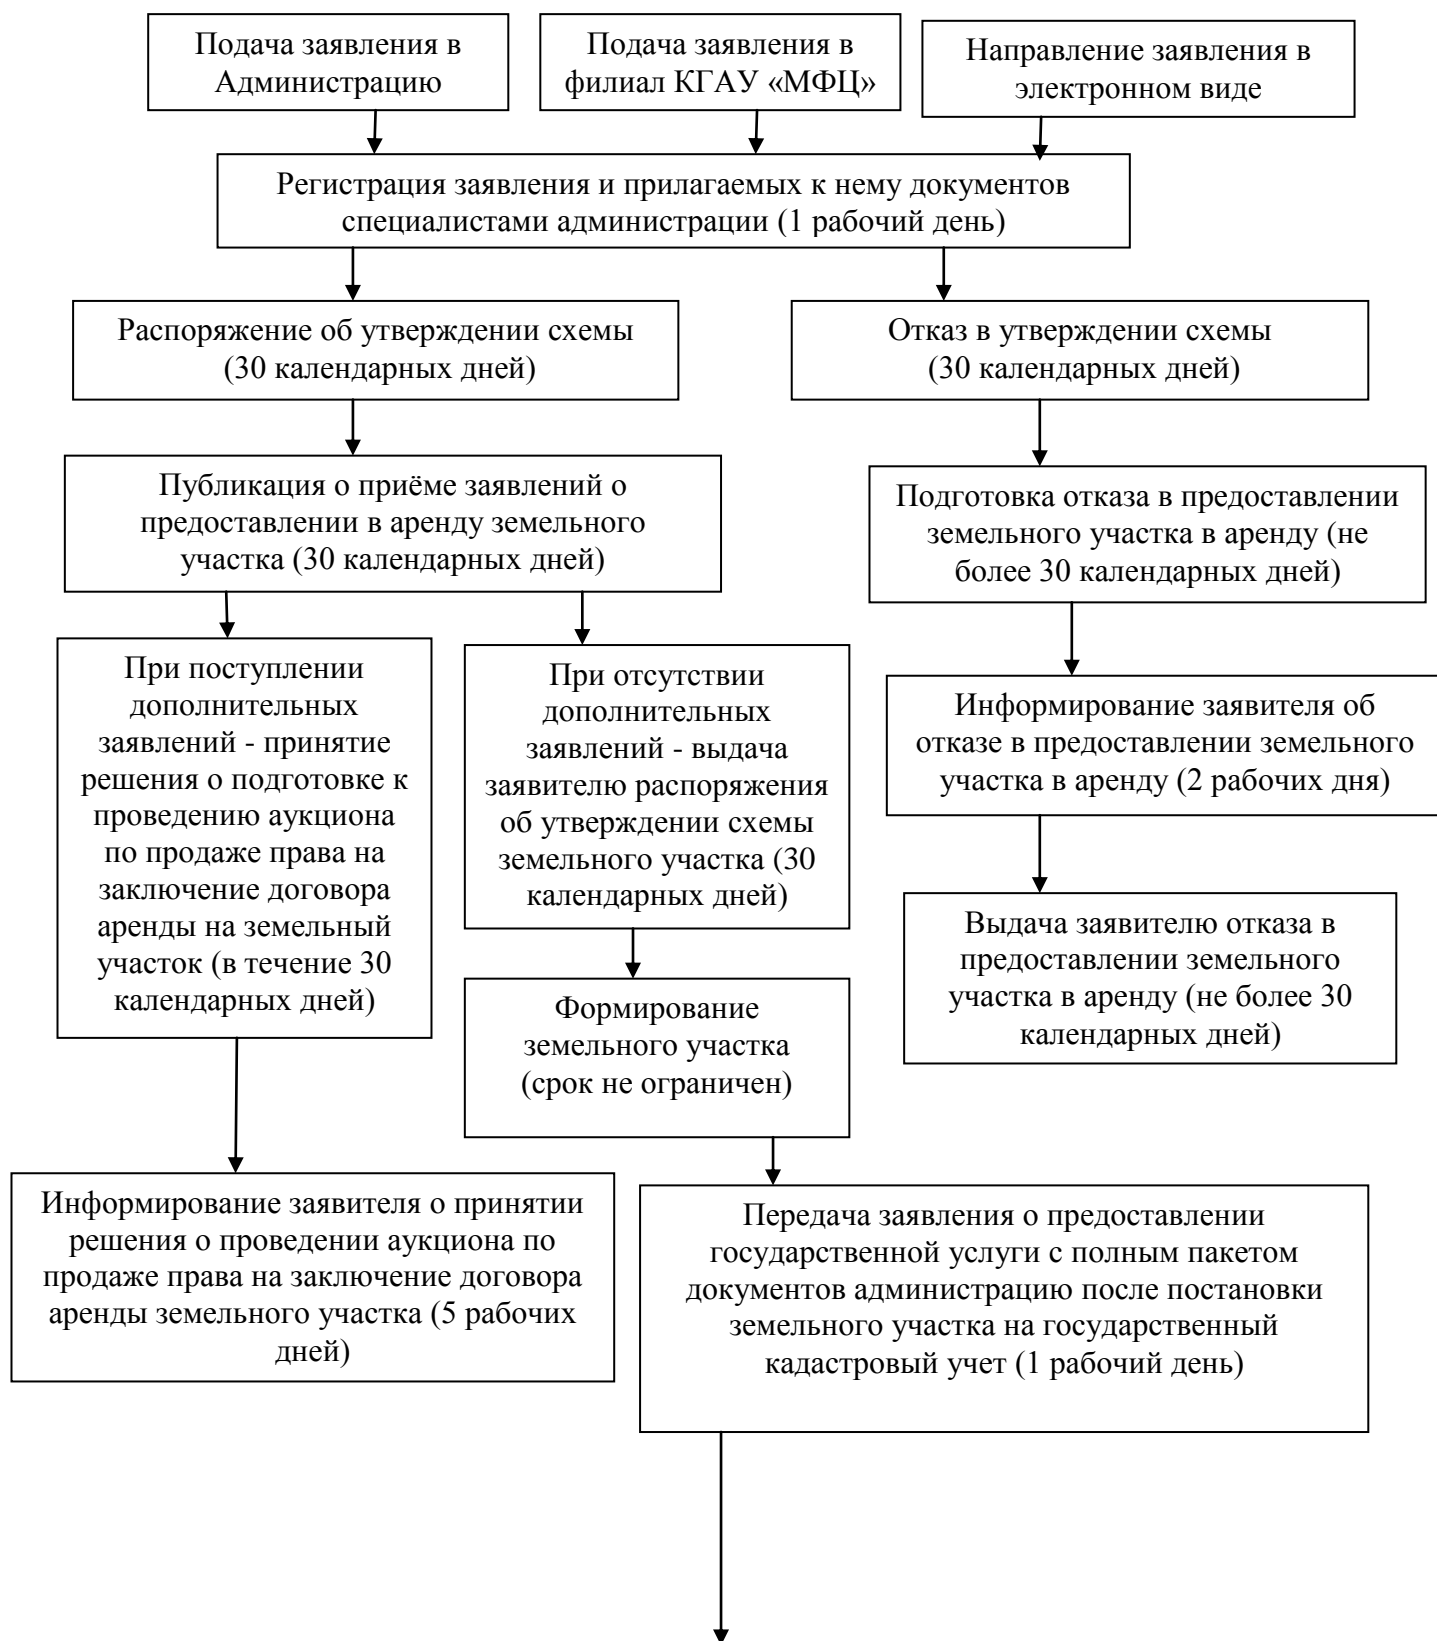 Подача заявления в
Администрацию
Подача заявления в
филиал КГАУ «МФЦ»
Направление заявления в
электронном виде
Регистрация заявления и прилагаемых к нему документов
специалистами администрации (1 рабочий день)
Распоряжение об утверждении схемы
(30 календарных дней)
Отказ в утверждении схемы
(30 календарных дней)
Публикация о приёме заявлений о
предоставлении в аренду земельного
участка (30 календарных дней)
Подготовка отказа в предоставлении
земельного участка в аренду (не
более 30 календарных дней)
При поступлении
дополнительных
заявлений - принятие
решения о подготовке к
проведению аукциона
по продаже права на
заключение договора
аренды на земельный
участок (в течение 30
календарных дней)
При отсутствии
дополнительных
заявлений - выдача
заявителю распоряжения
об утверждении схемы
земельного участка (30
календарных дней)
Информирование заявителя об
отказе в предоставлении земельного
участка в аренду (2 рабочих дня)
Выдача заявителю отказа в
предоставлении земельного
участка в аренду (не более 30
календарных дней)
Формирование
земельного участка
(срок не ограничен)
Информирование заявителя о принятии
решения о проведении аукциона по
продаже права на заключение договора
аренды земельного участка (5 рабочих
дней)
Передача заявления о предоставлении
государственной услуги с полным пакетом
документов администрацию после постановки
земельного участка на государственный
кадастровый учет (1 рабочий день)